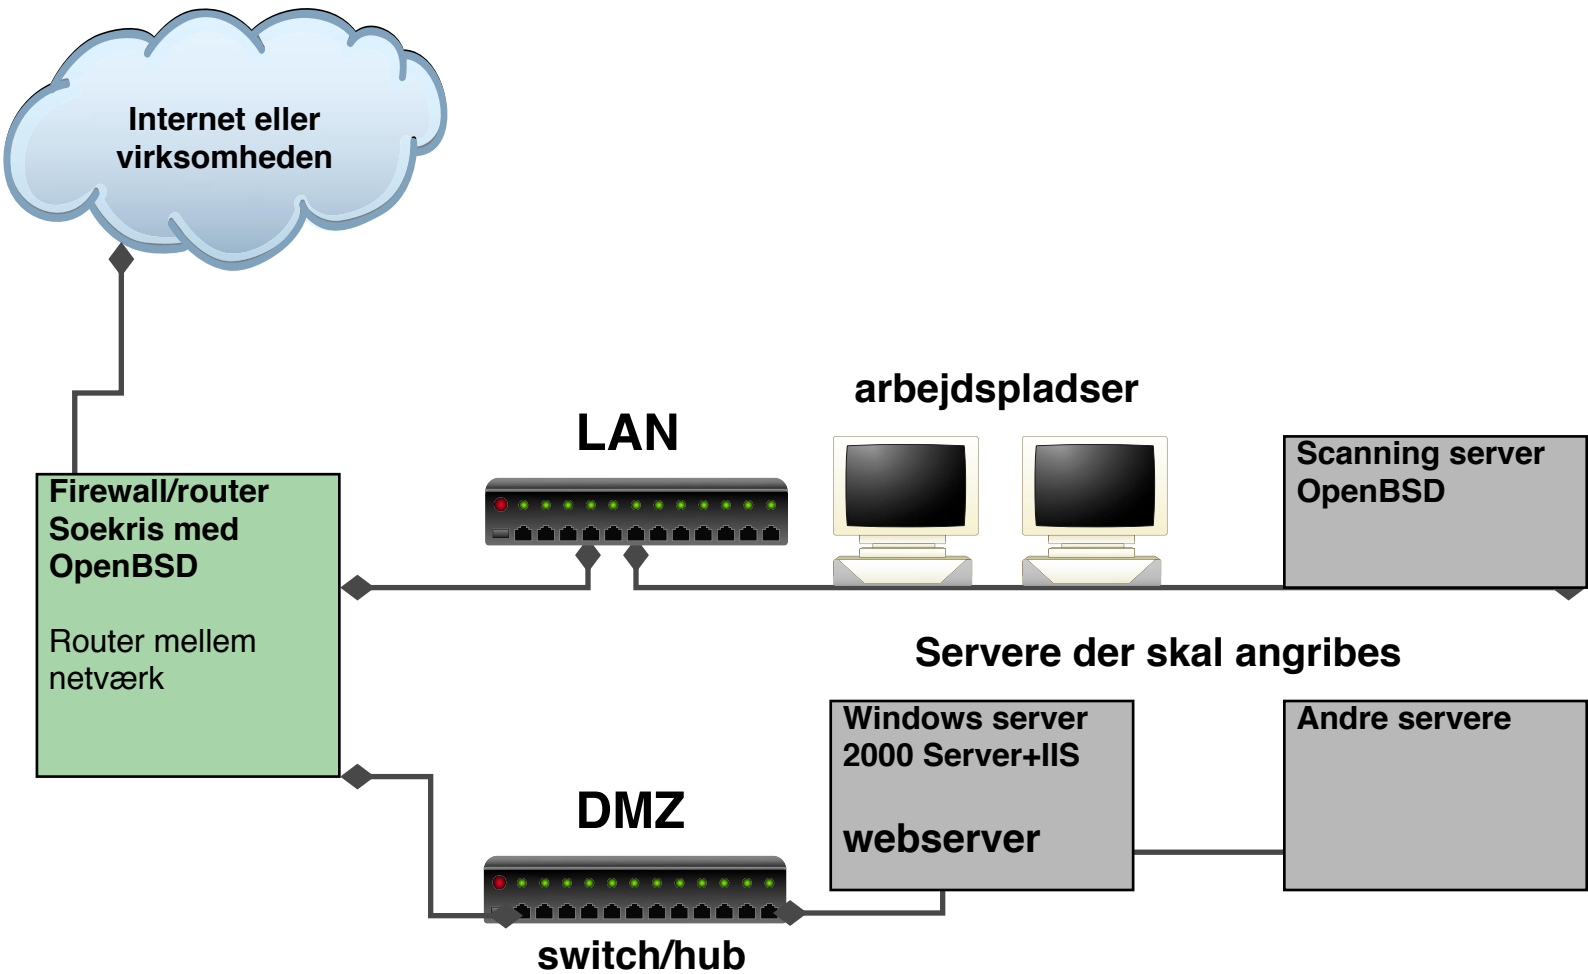 Internet eller
virksomheden
arbejdspladser
LAN
Scanning server
OpenBSD
Firewall/router
Soekris med
OpenBSD
Router mellem
netværk
Servere der skal angribes
Windows server
2000 Server+IIS
webserver
Andre servere
DMZ
switch/hub